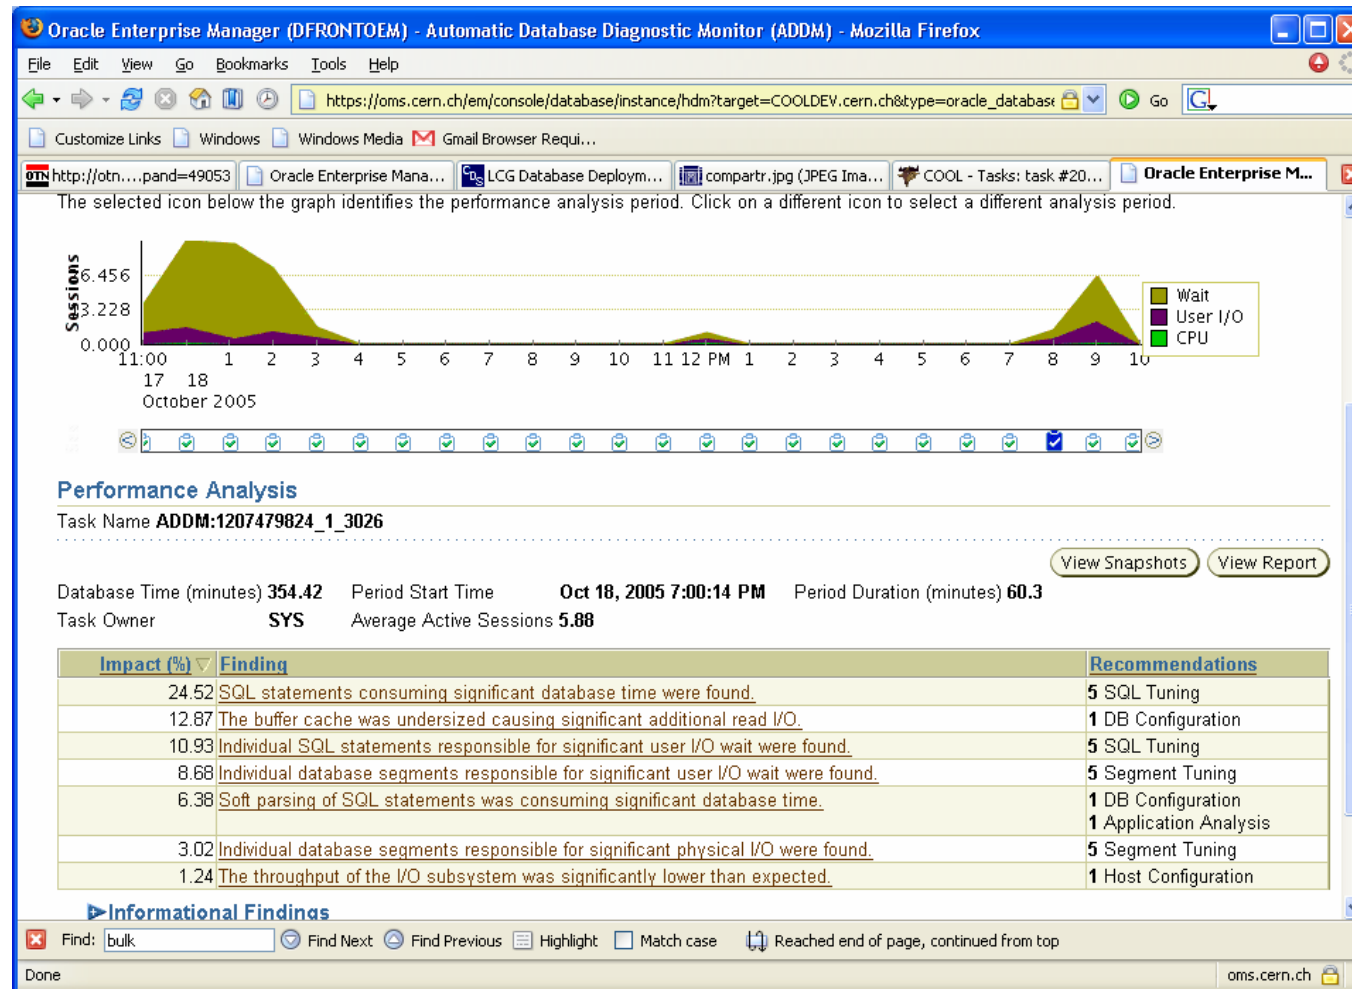 Oracle Enterprise Manager (DFRONTOEM) - Automatic Database Diagnostic Monitor (ADDM) - Mozilla Firefox
File Edit View Go Bookmarks Tools Help
https://oms.cern.ch/em/console/database/instance/hdm?target=COOLDEV.cern.ch&type=oracle_database Go G
Customize Links Windows Windows Media Gmail Browser Requi...
OTN http://otn....pand=49053 Oracle Enterprise Mana... CDS LCG Database Deploym... compartr.jpg (JPEG Ima... COOL - Tasks: task #20... Oracle Enterprise M...
The selected icon below the graph identifies the performance analysis period. Click on a different icon to select a different analysis period.
Sessions
6.456
3.228
0.000
11:00 1 2 3 4 5 6 7 8 9 10 11 12 PM 1 2 3 4 5 6 7 8 9 10
17 18
October 2005
Wait
User I/O
CPU
Performance Analysis
Task Name ADDM:1207479824_1_3026
View Snapshots View Report
Database Time (minutes) 354.42 Period Start Time Oct 18, 2005 7:00:14 PM Period Duration (minutes) 60.3
Task Owner SYS Average Active Sessions 5.88
Impact (%) Finding Recommendations
24.52 SQL statements consuming significant database time were found. 5 SQL Tuning
12.87 The buffer cache was undersized causing significant additional read I/O. 1 DB Configuration
10.93 Individual SQL statements responsible for significant user I/O wait were found. 5 SQL Tuning
8.68 Individual database segments responsible for significant user I/O wait were found. 5 Segment Tuning
6.38 Soft parsing of SQL statements was consuming significant database time. 1 DB Configuration
1 Application Analysis
3.02 Individual database segments responsible for significant physical I/O were found. 5 Segment Tuning
1.24 The throughput of the I/O subsystem was significantly lower than expected. 1 Host Configuration
Informational Findings
Find: bulk Find Next Find Previous Highlight Match case Reached end of page, continued from top
Done oms.cern.ch